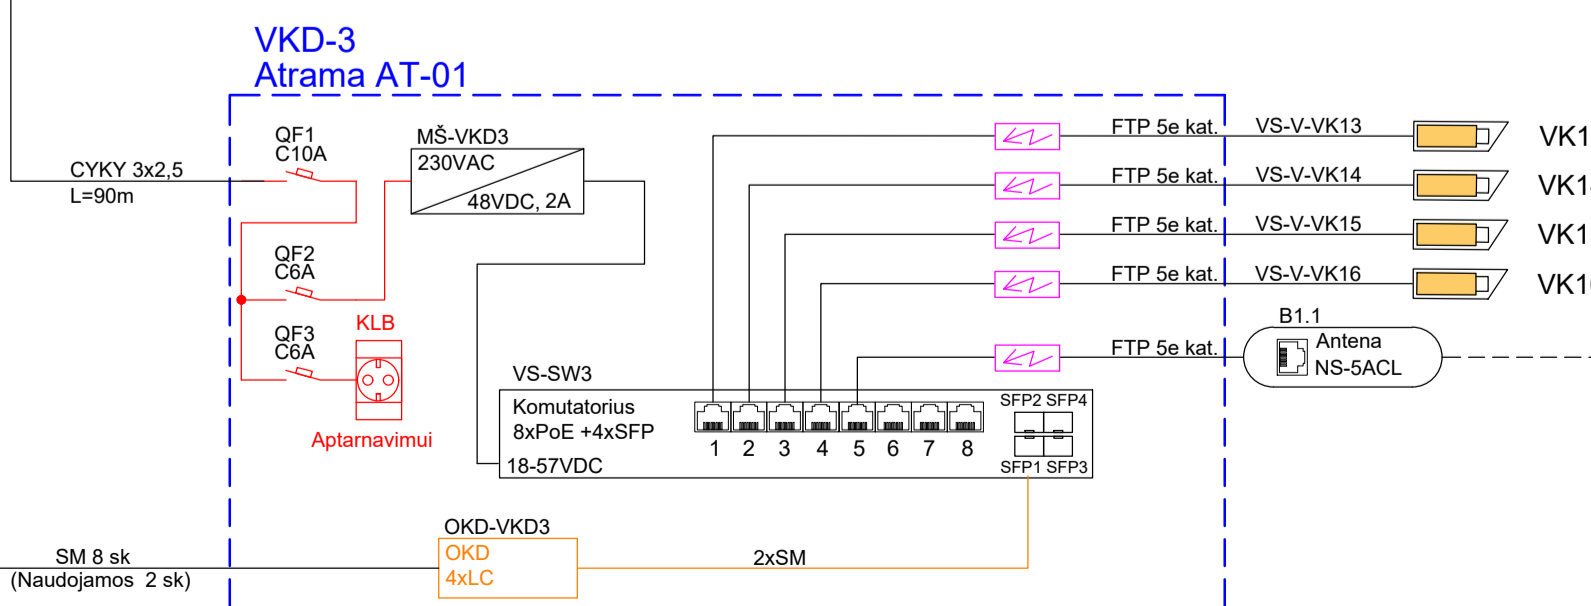 VKD-3
Atrama AT-01
QF1
C10A
MŠ-VKD3
230VAC
48VDC, 2A
CYKY 3x2,5
L=90m
FTP 5e kat.
VS-V-VK13
FTP 5e kat.
VS-V-VK14
FTP 5e kat.
VS-V-VK15
FTP 5e kat.
VS-V-VK16
QF2
C6A
KLB
QF3
C6A
Aptarnavimui
FTP 5e kat.
B1.1
Antena
NS-5ACL
VS-SW3
Komutatorius
8xPoE +4xSFP
18-57VDC
1 2 3 4 5 6 7 8
SFP2 SFP4
SFP1 SFP3
OKD-VKD3
OKD
4xLC
2xSM
SM 8 sk
(Naudojamos 2 sk)